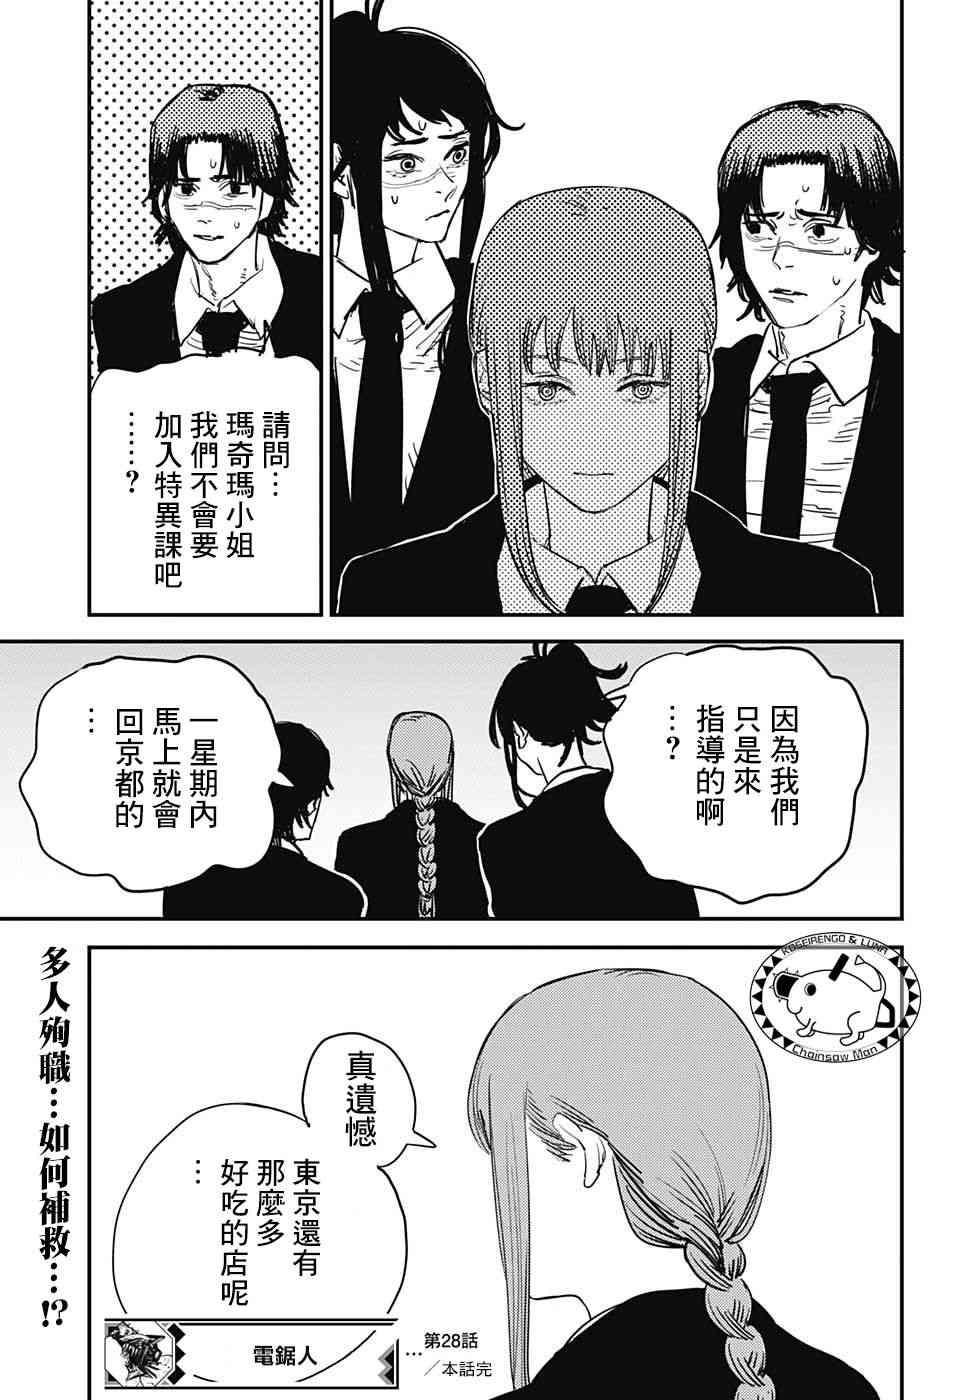 請問…
瑪奇瑪小姐
我們不會要
加入特異課吧
……?
因為我們
只是來
指導的啊
…?
一星期內
馬上就會
回京都的
…
真遺憾
東京還有
那麼多
好吃的店呢
…
KOSEIRENGO & LUNA
Chainsaw Man
多人殉職…如何補救…!?
電鋸人
…第28話
／本話完